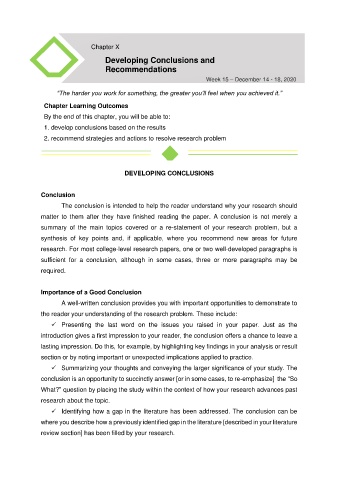 Chapter X
Developing Conclusions and
Recommendations
Week 15 – December 14 - 18, 2020
“The harder you work for something, the greater you’ll feel when you achieved it.”
Chapter Learning Outcomes
By the end of this chapter, you will be able to:
1. develop conclusions based on the results
2. recommend strategies and actions to resolve research problem
DEVELOPING CONCLUSIONS
Conclusion
The conclusion is intended to help the reader understand why your research should
matter to them after they have finished reading the paper. A conclusion is not merely a
summary of the main topics covered or a re-statement of your research problem, but a
synthesis of key points and, if applicable, where you recommend new areas for future
research. For most college-level research papers, one or two well-developed paragraphs is
sufficient for a conclusion, although in some cases, three or more paragraphs may be
required.
Importance of a Good Conclusion
A well-written conclusion provides you with important opportunities to demonstrate to
the reader your understanding of the research problem. These include:
✓ Presenting the last word on the issues you raised in your paper. Just as the
introduction gives a first impression to your reader, the conclusion offers a chance to leave a
lasting impression. Do this, for example, by highlighting key findings in your analysis or result
section or by noting important or unexpected implications applied to practice.
✓ Summarizing your thoughts and conveying the larger significance of your study. The
conclusion is an opportunity to succinctly answer [or in some cases, to re-emphasize] the “So
What?” question by placing the study within the context of how your research advances past
research about the topic.
✓ Identifying how a gap in the literature has been addressed. The conclusion can be
where you describe how a previously identified gap in the literature [described in your literature
review section] has been filled by your research.